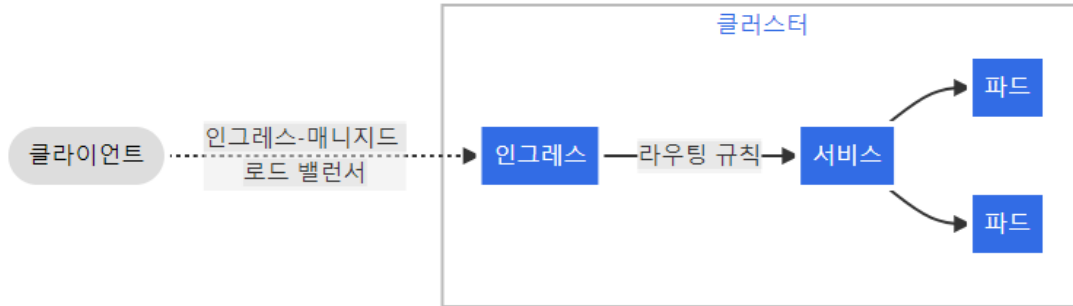 클러스터
클라이언트
인그레스-매니지드
로드 밸런서
인그레스
라우팅 규칙
서비스
파드
파드